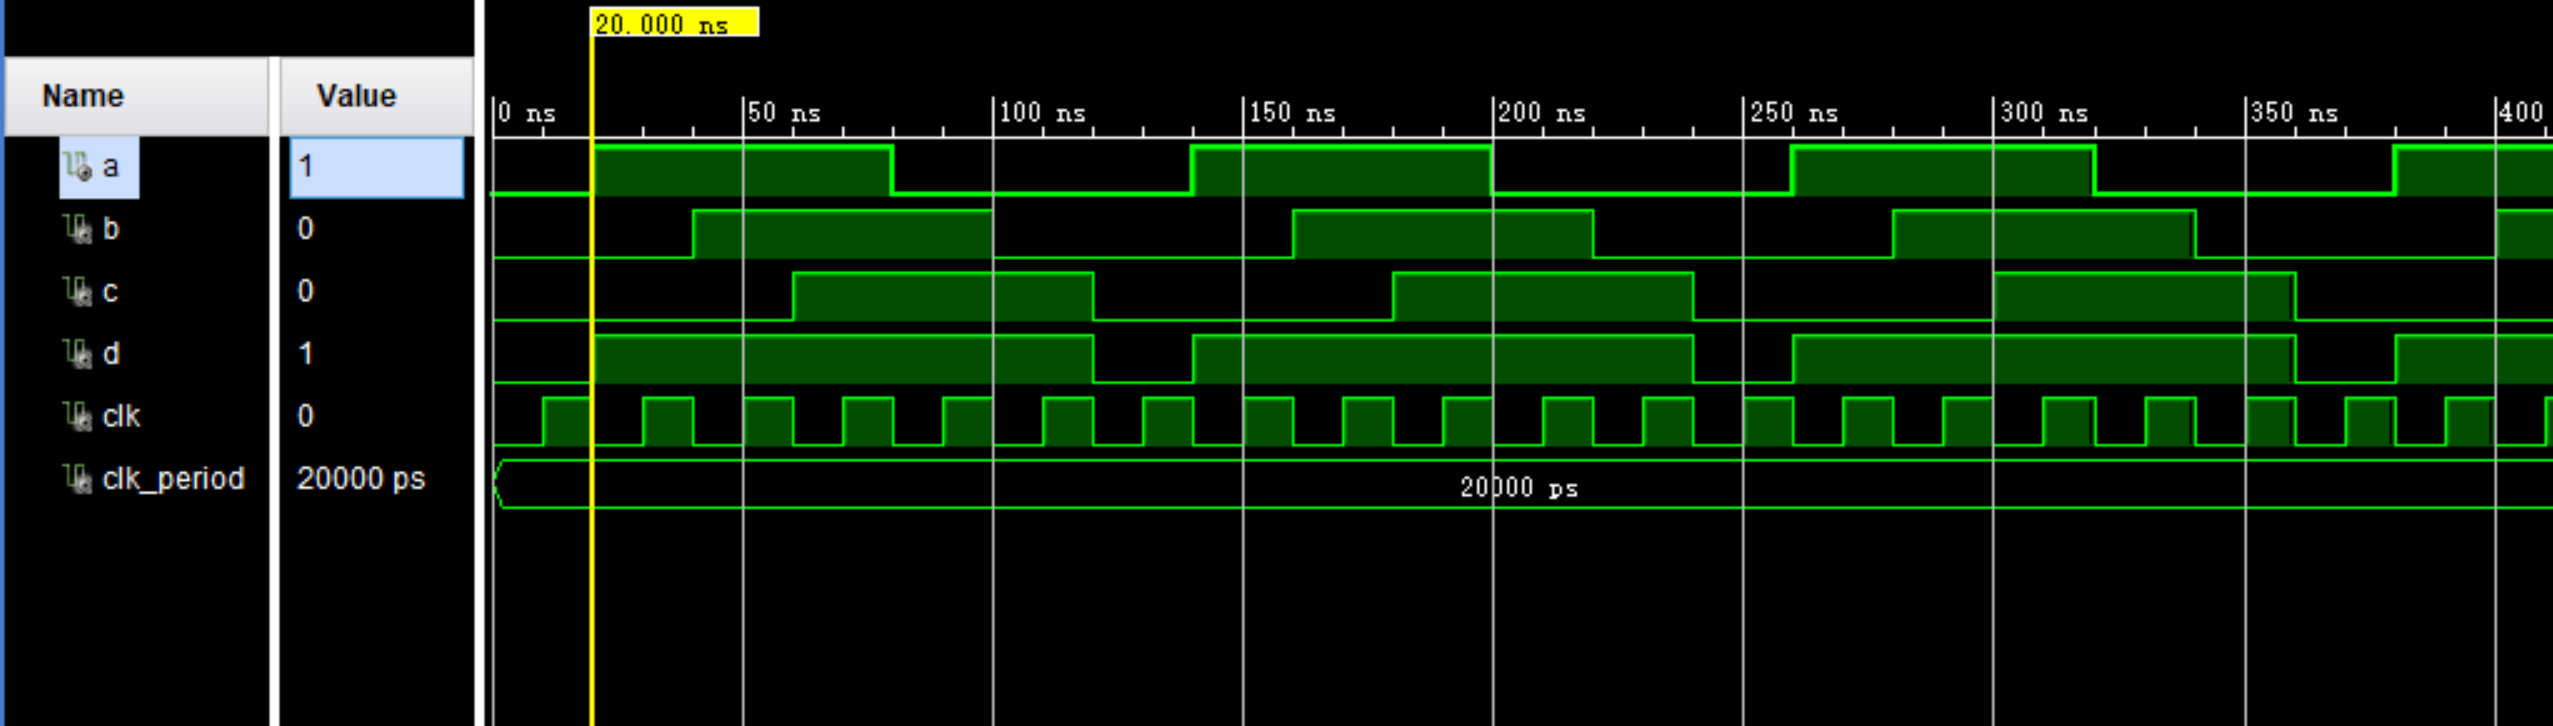 20.000 ns
Name Value
0 ns 50 ns 100 ns 150 ns 200 ns 250 ns 300 ns 350 ns 400
a 1
b 0
c 0
d 1
clk 0
clk_period 20000 ps 20000 ps